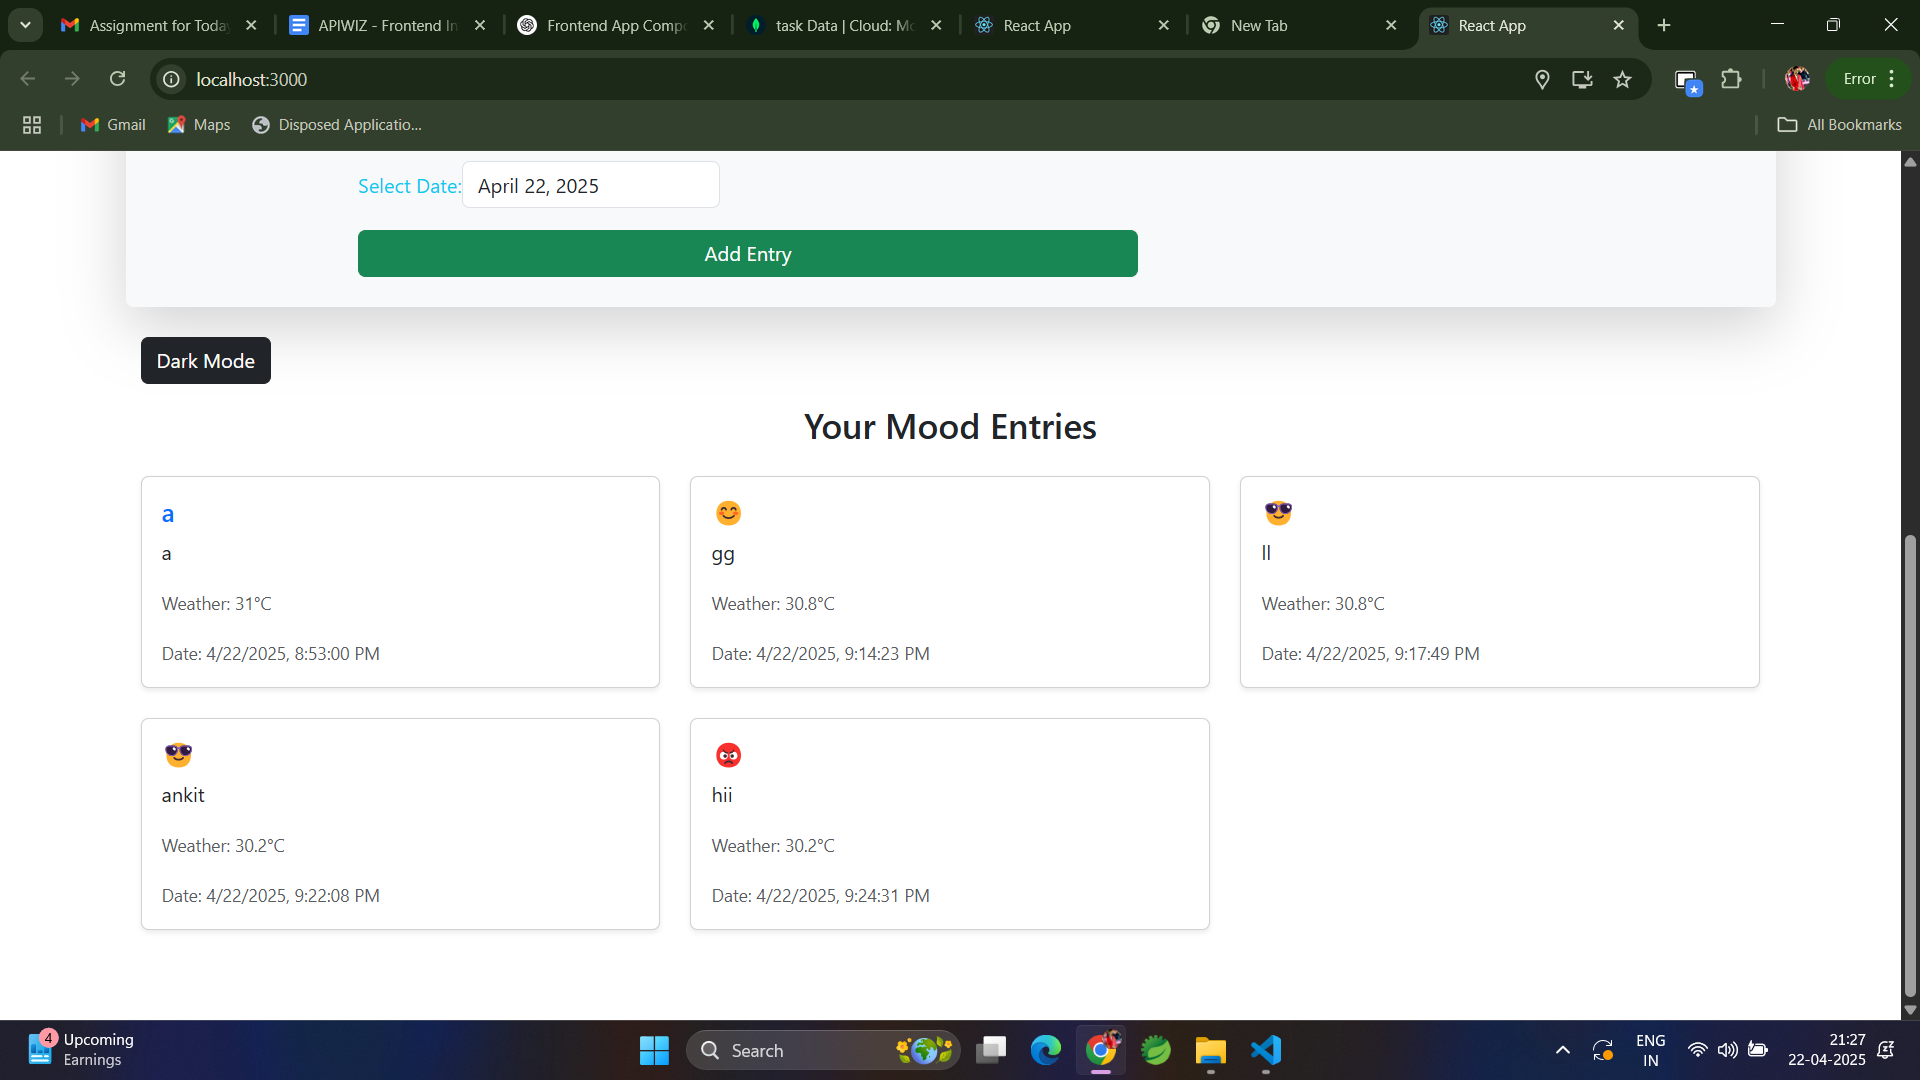 Assignment for Today
APIWIZ - Frontend In
Frontend App Compo
task Data | Cloud: Mo
React App
New Tab
React App
localhost:3000
Error
Gmail
Maps
Disposed Applicatio...
All Bookmarks
Select Date:
April 22, 2025
Add Entry
Dark Mode
Your Mood Entries
a
a
Weather: 31°C
Date: 4/22/2025, 8:53:00 PM
😊
gg
Weather: 30.8°C
Date: 4/22/2025, 9:14:23 PM
😎
ll
Weather: 30.8°C
Date: 4/22/2025, 9:17:49 PM
😎
ankit
Weather: 30.2°C
Date: 4/22/2025, 9:22:08 PM
😡
hii
Weather: 30.2°C
Date: 4/22/2025, 9:24:31 PM
4
Upcoming
Earnings
Search
ENG
IN
21:27
22-04-2025